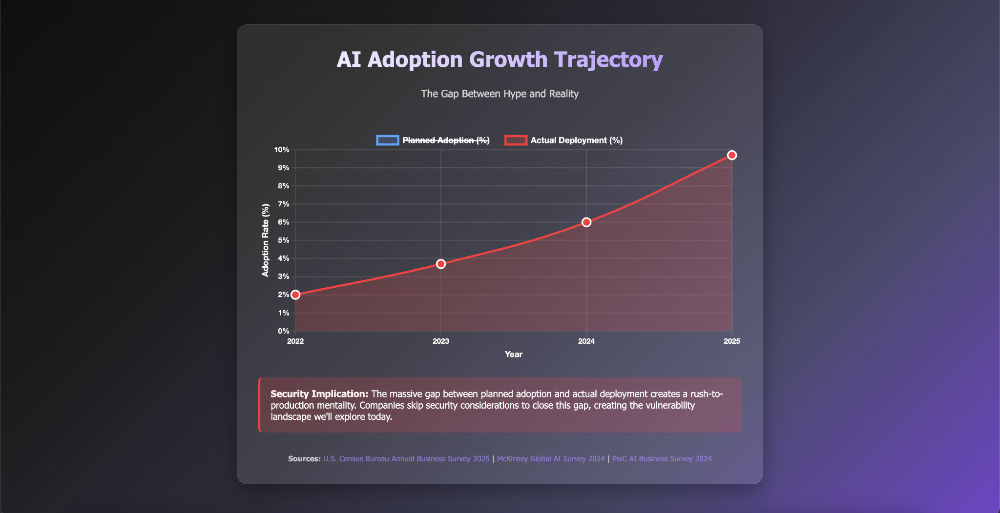 AI Adoption Growth Trajectory
The Gap Between Hype and Reality
Planned Adoption (%) Actual Deployment (%)
10%
9%
8%
7%
6%
5%
4%
3%
2%
1%
0%
Adoption Rate (%)
2022 2023 2024 2025
Year
Security Implication: The massive gap between planned adoption and actual deployment creates a rush-to-
production mentality. Companies skip security considerations to close this gap, creating the vulnerability
landscape we'll explore today.
Sources: U.S. Census Bureau Annual Business Survey 2025 | McKinsey Global AI Survey 2024 | PwC AI Business Survey 2024